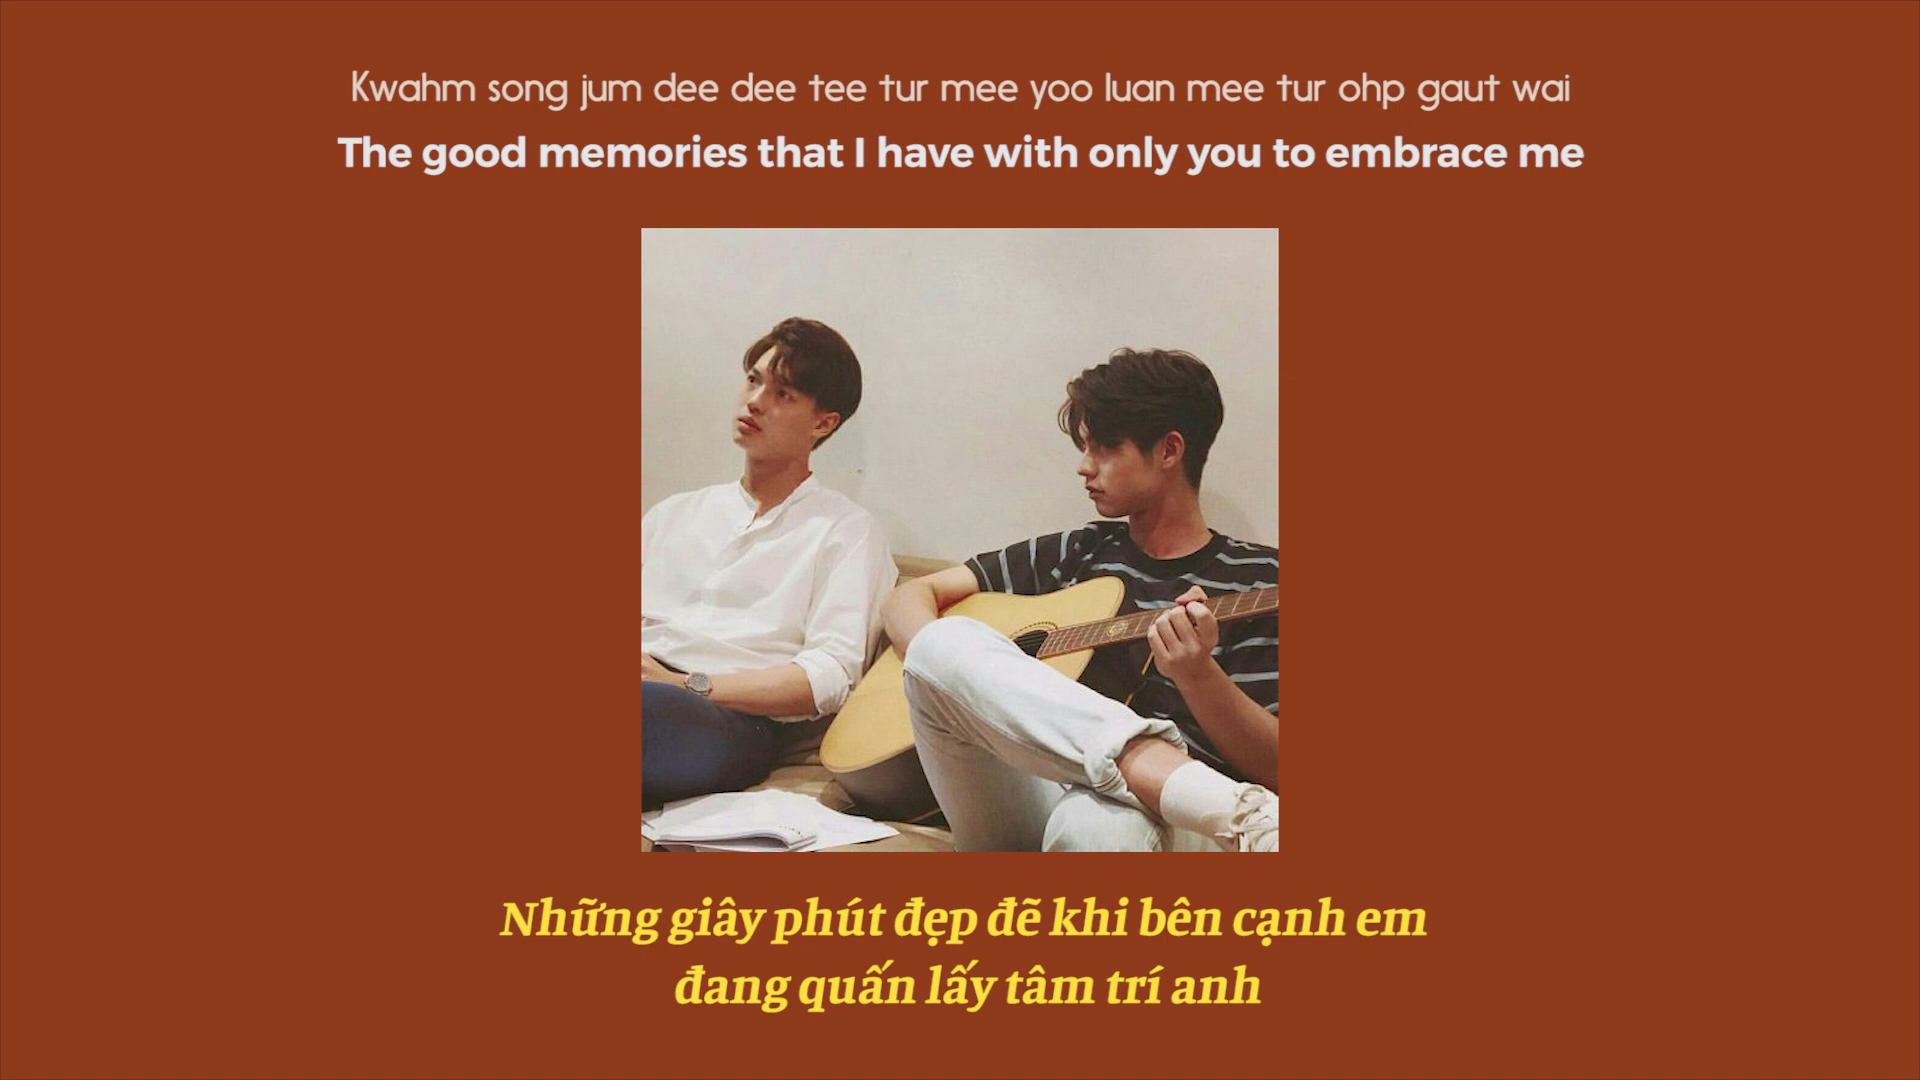 Kwahm song jum dee dee tee tur mee yoo luan mee tur ohp gaut wai
The good memories that I have with only you to embrace me
Những giây phút đẹp đẽ khi bên cạnh em
đang quấn lấy tâm trí anh